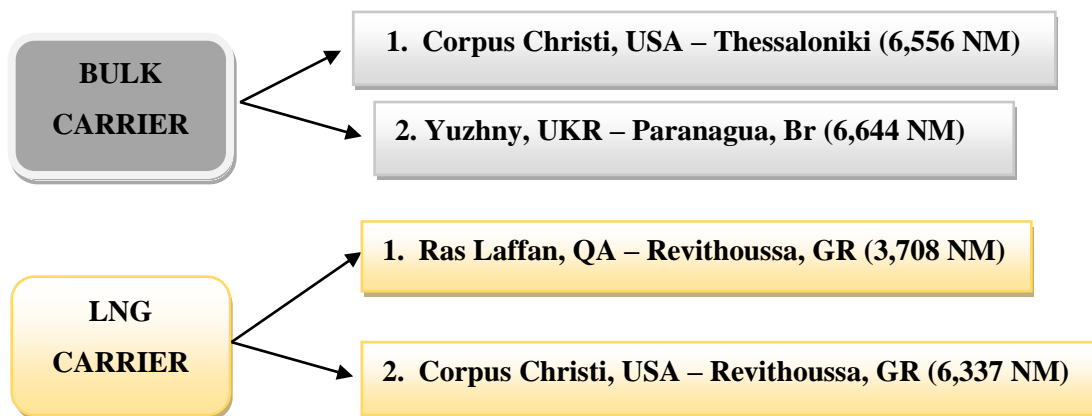 BULK
CARRIER
1. Corpus Christi, USA – Thessaloniki (6,556 NM)
2. Yuzhny, UKR – Paranagua, Br (6,644 NM)
LNG
CARRIER
1. Ras Laffan, QA – Revithoussa, GR (3,708 NM)
2. Corpus Christi, USA – Revithoussa, GR (6,337 NM)